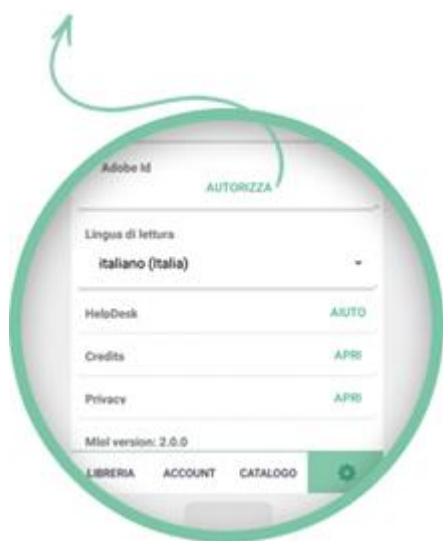 Adobe Id
AUTORIZZA
Lingua di lettura
italiano (Italia)
HelpDesk AIUTO
Credits APRI
Privacy APRI
Mlol version: 2.0.0
LIBRERIA ACCOUNT CATALOGO